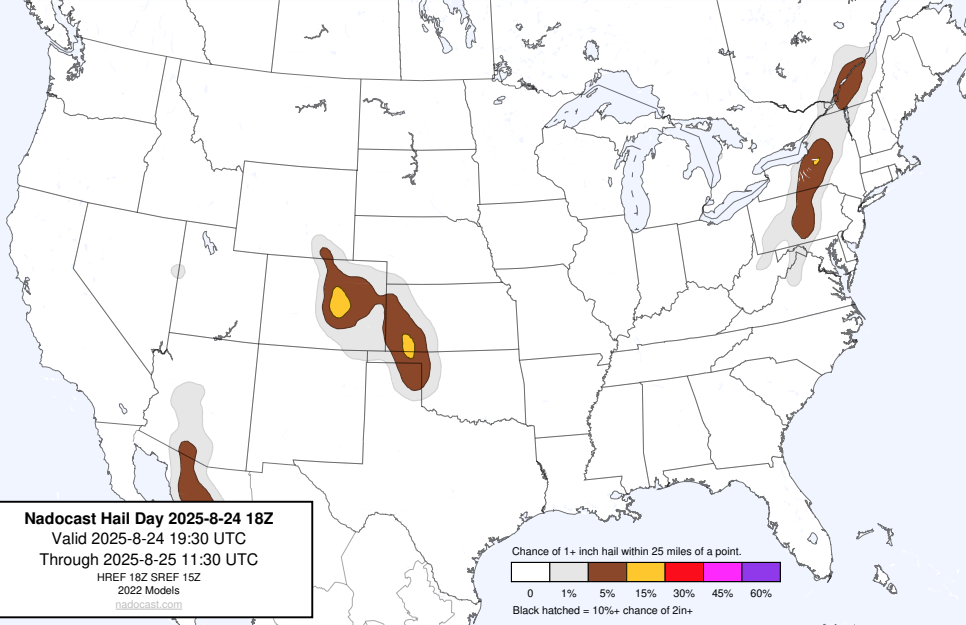 Nadocast Hail Day 2025-8-24 18Z
Valid 2025-8-24 19:30 UTC
Through 2025-8-25 11:30 UTC
HREF 18Z SREF 15Z
2022 Models
nadocast.com
Chance of 1+ inch hail within 25 miles of a point.
0 1% 5% 15% 30% 45% 60%
Black hatched = 10%+ chance of 2in+